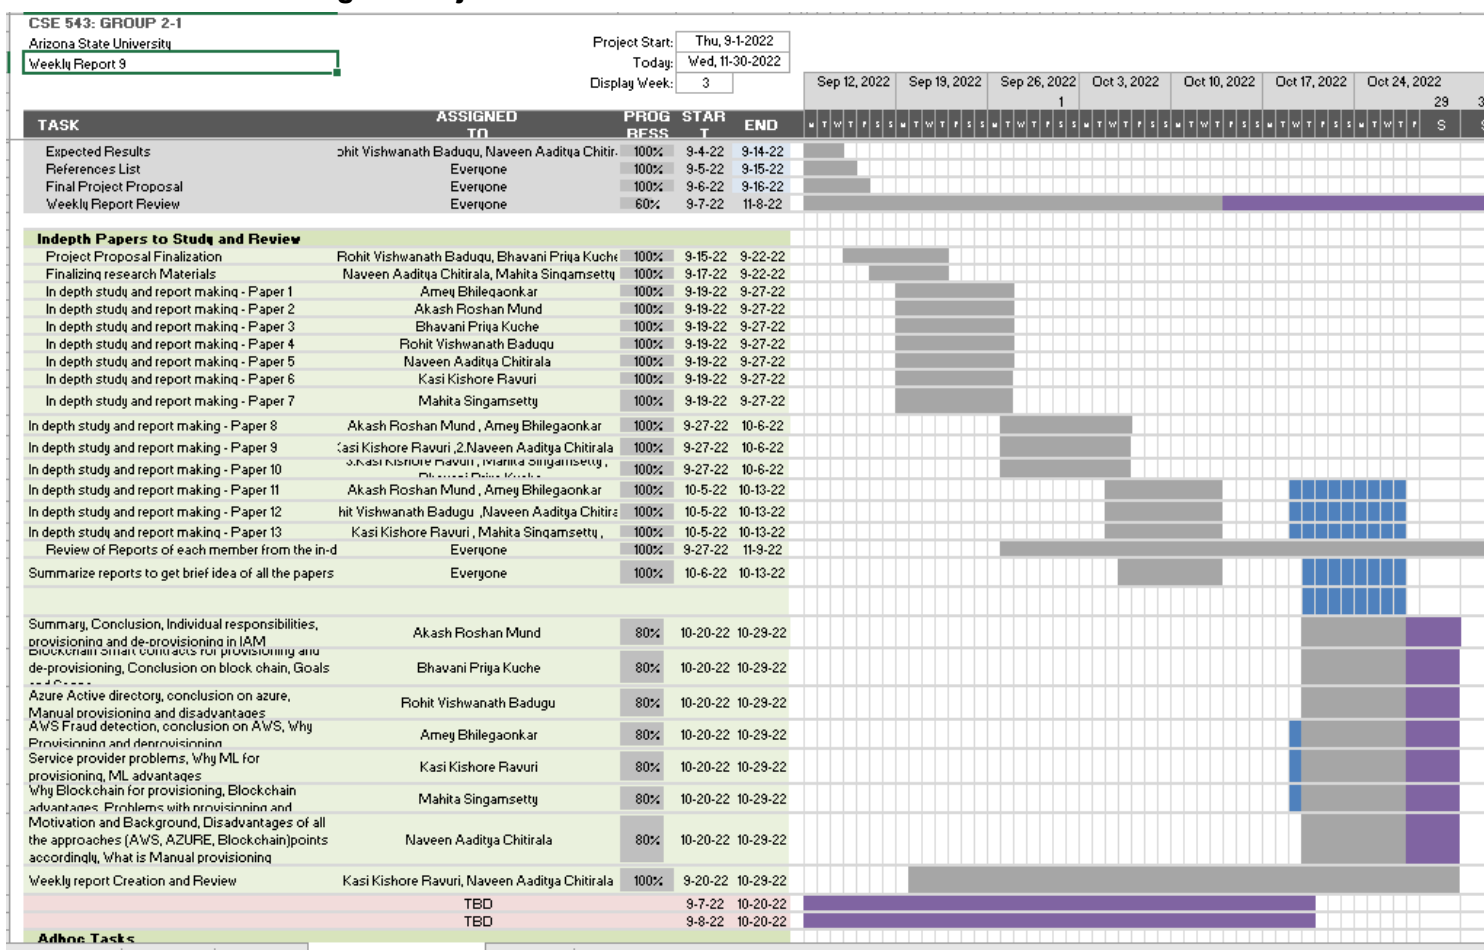 CSE 543: GROUP 2-1
Arizona State University
Weekly Report 9
Project Start: Thu, 9-1-2022
Today: Wed, 11-30-2022
Display Week: 3
Sep 12, 2022 Sep 19, 2022 Sep 26, 2022 Oct 3, 2022 Oct 10, 2022 Oct 17, 2022 Oct 24, 2022
1 29 3
TASK ASSIGNED TO PROGRESS START END M T W T F S S M T W T F S S M T W T F S S M T W T F S S M T W T F S S M T W T F S S M T W T F S S
Expected Results ohit Vishwanath Badugu, Naveen Aaditya Chitir 100% 9-4-22 9-14-22
References List Everyone 100% 9-5-22 9-15-22
Final Project Proposal Everyone 100% 9-6-22 9-16-22
Weekly Report Review Everyone 60% 9-7-22 11-8-22
Indepth Papers to Study and Review
Project Proposal Finalization Rohit Vishwanath Badugu, Bhavani Priya Kuche 100% 9-15-22 9-22-22
Finalizing research Materials Naveen Aaditya Chitirala, Mahita Singamsetty 100% 9-17-22 9-22-22
In depth study and report making - Paper 1 Amey Bhilegaonkar 100% 9-19-22 9-27-22
In depth study and report making - Paper 2 Akash Roshan Mund 100% 9-19-22 9-27-22
In depth study and report making - Paper 3 Bhavani Priya Kuche 100% 9-19-22 9-27-22
In depth study and report making - Paper 4 Rohit Vishwanath Badugu 100% 9-19-22 9-27-22
In depth study and report making - Paper 5 Naveen Aaditya Chitirala 100% 9-19-22 9-27-22
In depth study and report making - Paper 6 Kasi Kishore Ravuri 100% 9-19-22 9-27-22
In depth study and report making - Paper 7 Mahita Singamsetty 100% 9-19-22 9-27-22
In depth study and report making - Paper 8 Akash Roshan Mund , Amey Bhilegaonkar 100% 9-27-22 10-6-22
In depth study and report making - Paper 9 Kasi Kishore Ravuri ,2.Naveen Aaditya Chitirala 100% 9-27-22 10-6-22
In depth study and report making - Paper 10 3.Kasi Kishore Ravuri , Mahita Singamsetty , Bhavani Priya Kuche 100% 9-27-22 10-6-22
In depth study and report making - Paper 11 Akash Roshan Mund , Amey Bhilegaonkar 100% 10-5-22 10-13-22
In depth study and report making - Paper 12 hit Vishwanath Badugu ,Naveen Aaditya Chitira 100% 10-5-22 10-13-22
In depth study and report making - Paper 13 Kasi Kishore Ravuri , Mahita Singamsetty , 100% 10-5-22 10-13-22
Review of Reports of each member from the in-d Everyone 100% 9-27-22 11-9-22
Summarize reports to get brief idea of all the papers Everyone 100% 10-6-22 10-13-22
Summary, Conclusion, Individual responsibilities,
provisioning and de-provisioning in IAM Akash Roshan Mund 80% 10-20-22 10-29-22
Blockchain Smart contracts for provisioning and
de-provisioning, Conclusion on block chain, Goals Bhavani Priya Kuche 80% 10-20-22 10-29-22
and Scope
Azure Active directory, conclusion on azure,
Manual provisioning and disadvantages Rohit Vishwanath Badugu 80% 10-20-22 10-29-22
AWS Fraud detection, conclusion on AWS, Why
Provisioning and deprovisioning Amey Bhilegaonkar 80% 10-20-22 10-29-22
Service provider problems, Why ML for
provisioning, ML advantages Kasi Kishore Ravuri 80% 10-20-22 10-29-22
Why Blockchain for provisioning, Blockchain
advantages, Problems with provisioning and Mahita Singamsetty 80% 10-20-22 10-29-22
Motivation and Background, Disadvantages of all
the approaches (AWS, AZURE, Blockchain)points Naveen Aaditya Chitirala 80% 10-20-22 10-29-22
accordingly, What is Manual provisioning
Weekly report Creation and Review Kasi Kishore Ravuri, Naveen Aaditya Chitirala 100% 9-20-22 10-29-22
TBD 9-7-22 10-20-22
TBD 9-8-22 10-20-22
Adhoc Tasks